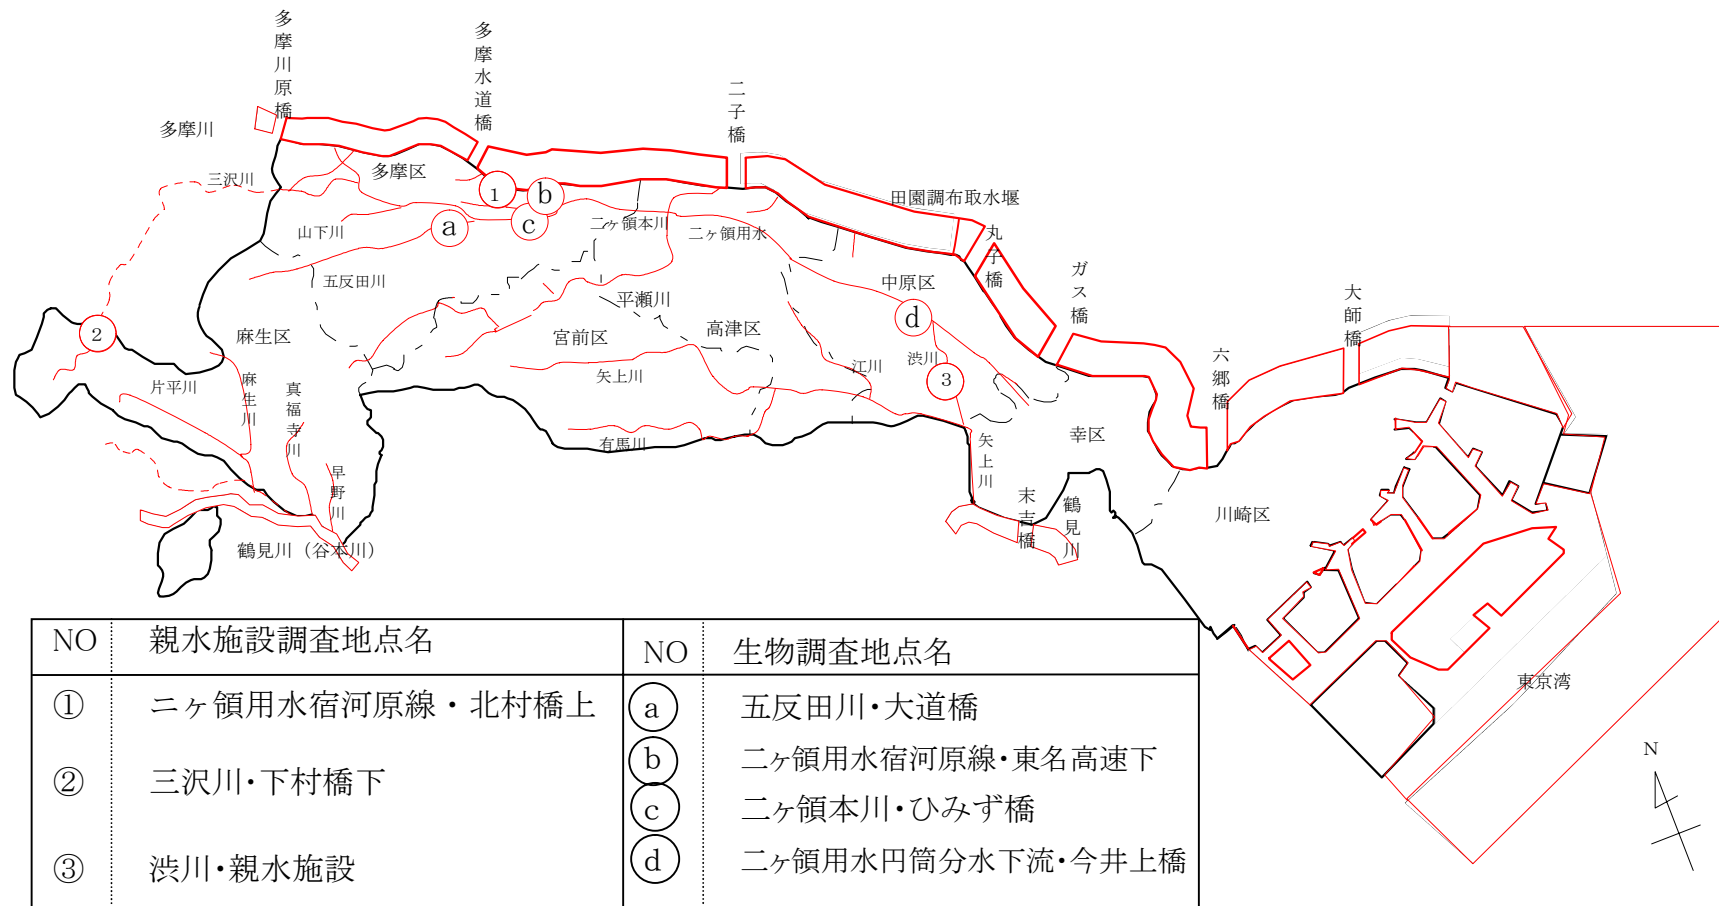 多摩川原橋
多摩水道橋
二子橋
多摩川
三沢川
多摩区
田園調布取水堰
丸子橋
ガス橋
大師橋
六郷橋
1
b
a
c
山下川
二ヶ領本川
二ヶ領用水
五反田川
中原区
平瀬川
d
2
麻生区
宮前区
高津区
渋川
江川
3
片平川
麻生川
真福寺川
矢上川
有馬川
早野川
幸区
矢上川
末吉橋
鶴見川
川崎区
鶴見川（谷本川）
東京湾
N
NO 親水施設調査地点名
① ニヶ領用水宿河原線・北村橋上
② 三沢川・下村橋下
③ 渋川・親水施設
NO 生物調査地点名
a 五反田川・大道橋
b 二ヶ領用水宿河原線・東名高速下
c 二ヶ領本川・ひみず橋
d 二ヶ領用水円筒分水下流・今井上橋